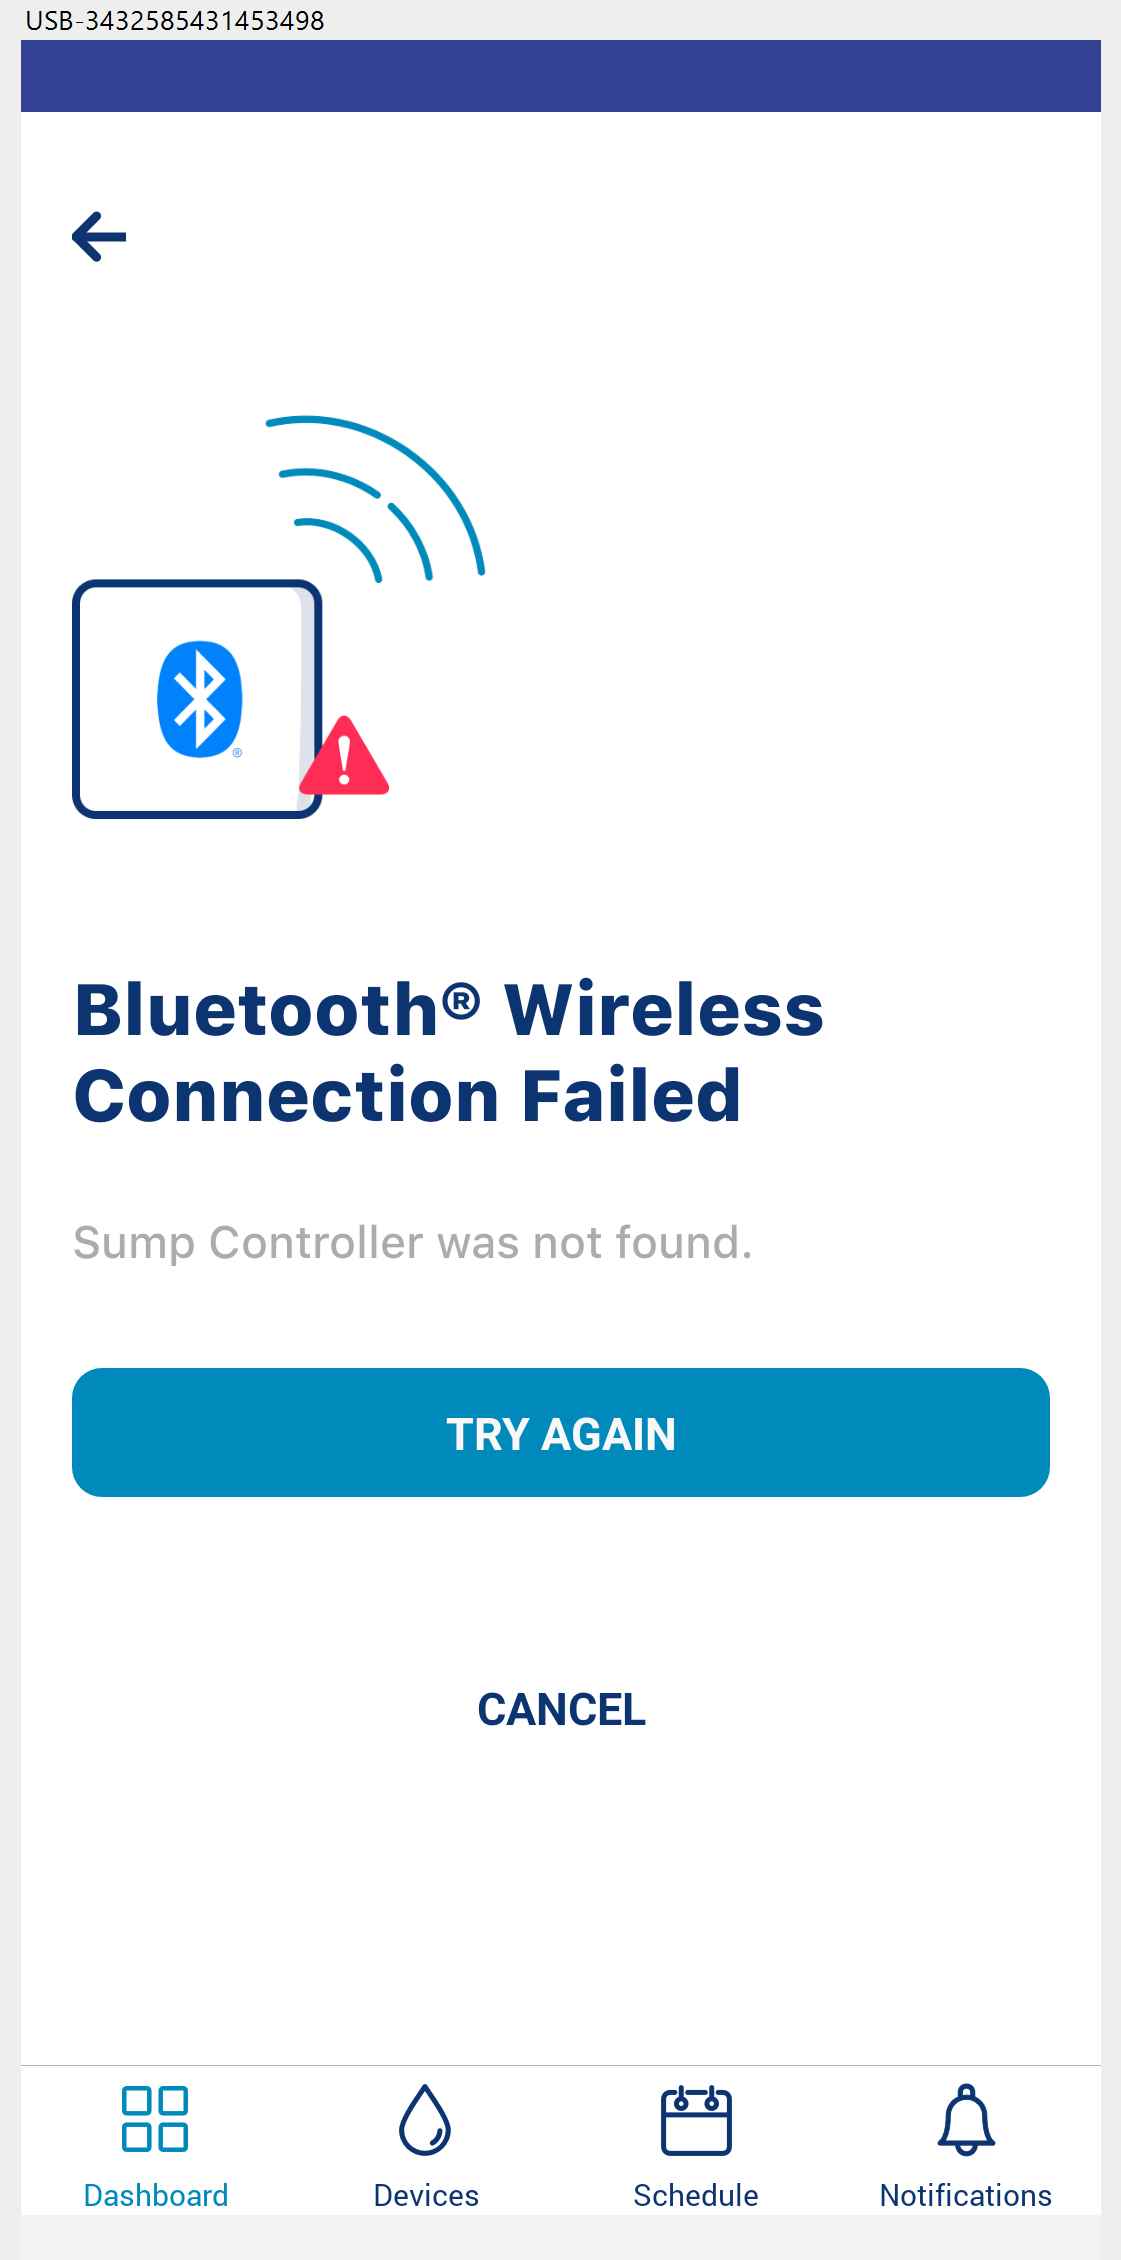 USB-3432585431453498
®
Bluetooth® Wireless
Connection Failed
Sump Controller was not found.
TRY AGAIN
CANCEL
Dashboard
Devices
Schedule
Notifications